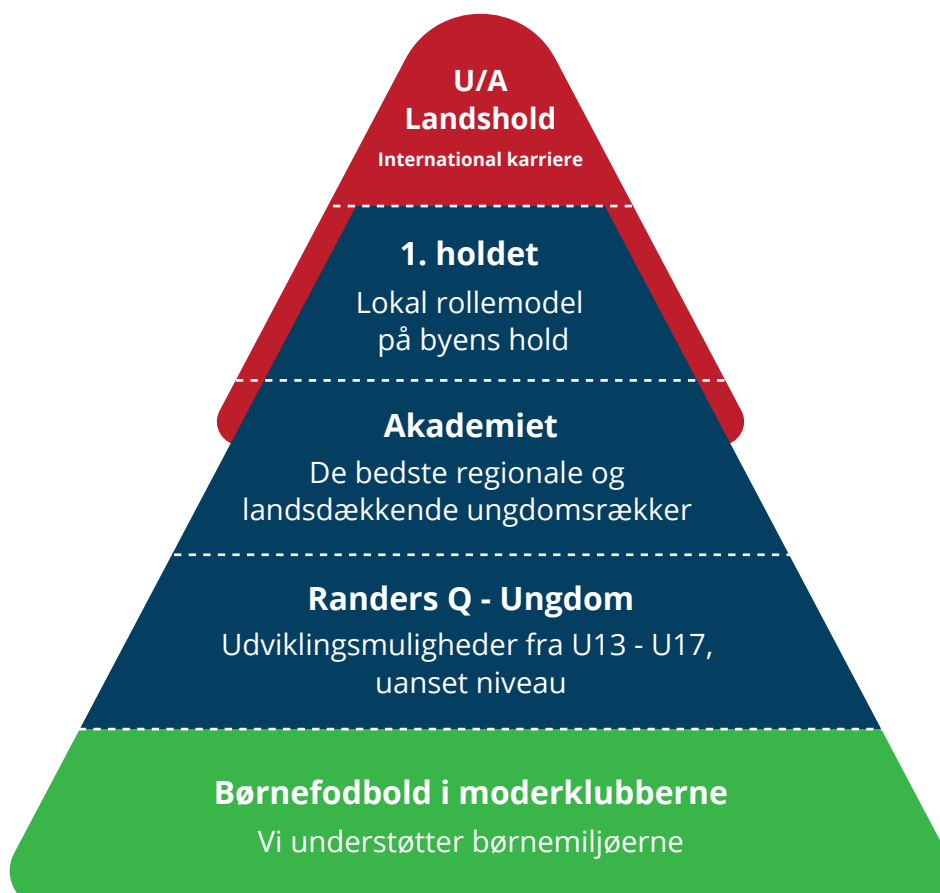 U/A
Landshold
International karriere
1. holdet
Lokal rollemodel
på byens hold
Akademiet
De bedste regionale og
landsdækkende ungdomsrækker
Randers Q - Ungdom
Udviklingsmuligheder fra U13 - U17,
uanset niveau
Børnefodbold i moderklubberne
Vi understøtter børnemiljøerne